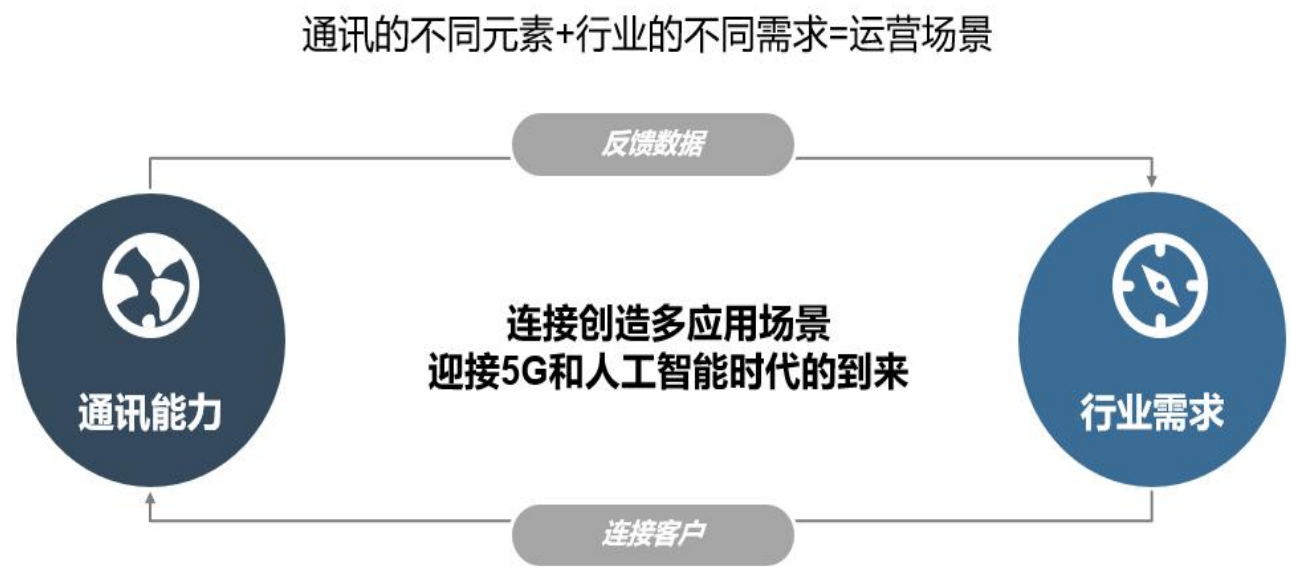 通讯的不同元素+行业的不同需求=运营场景
反馈数据
连接创造多应用场景
迎接5G和人工智能时代的到来
通讯能力
行业需求
连接客户